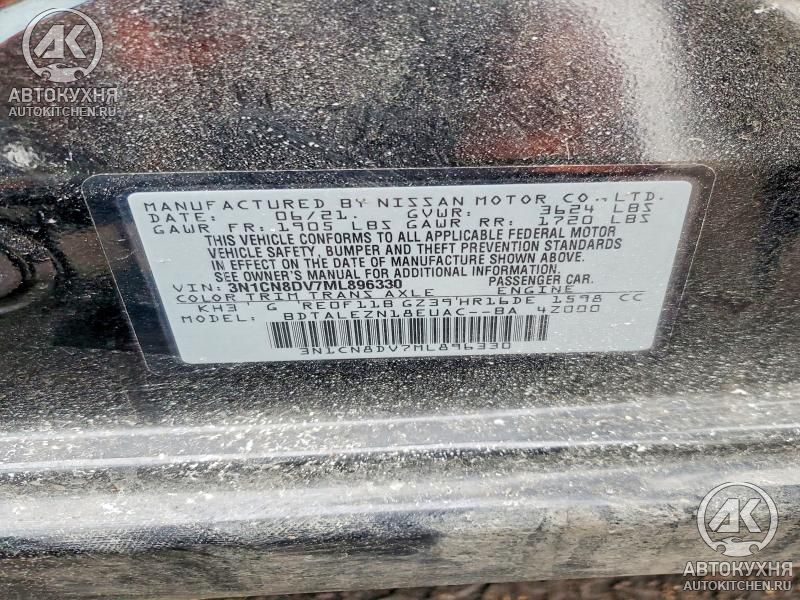 АВТОКУХНЯ
AUTOKITCHEN.RU
MANUFACTURED BY NISSAN MOTOR CO., LTD.
DATE: 06/21. GVWR: 3624 LBS
GAWR FR: 1905 LBS GAWR RR: 1720 LBS
THIS VEHICLE CONFORMS TO ALL APPLICABLE FEDERAL MOTOR
VEHICLE SAFETY, BUMPER AND THEFT PREVENTION STANDARDS
IN EFFECT ON THE DATE OF MANUFACTURE SHOWN ABOVE.
SEE OWNER'S MANUAL FOR ADDITIONAL INFORMATION.
VIN: 3N1CN8DV7ML896330 PASSENGER CAR.
COLOR TRIM TRANS AXLE ENGINE
KH3 G RE0F11B GZ39 HR16DE 1598 CC
MODEL: BDTALEZN18EUAC--BA 4Z000
3N1CN8DV7ML896330
АВТОКУХНЯ
AUTOKITCHEN.RU